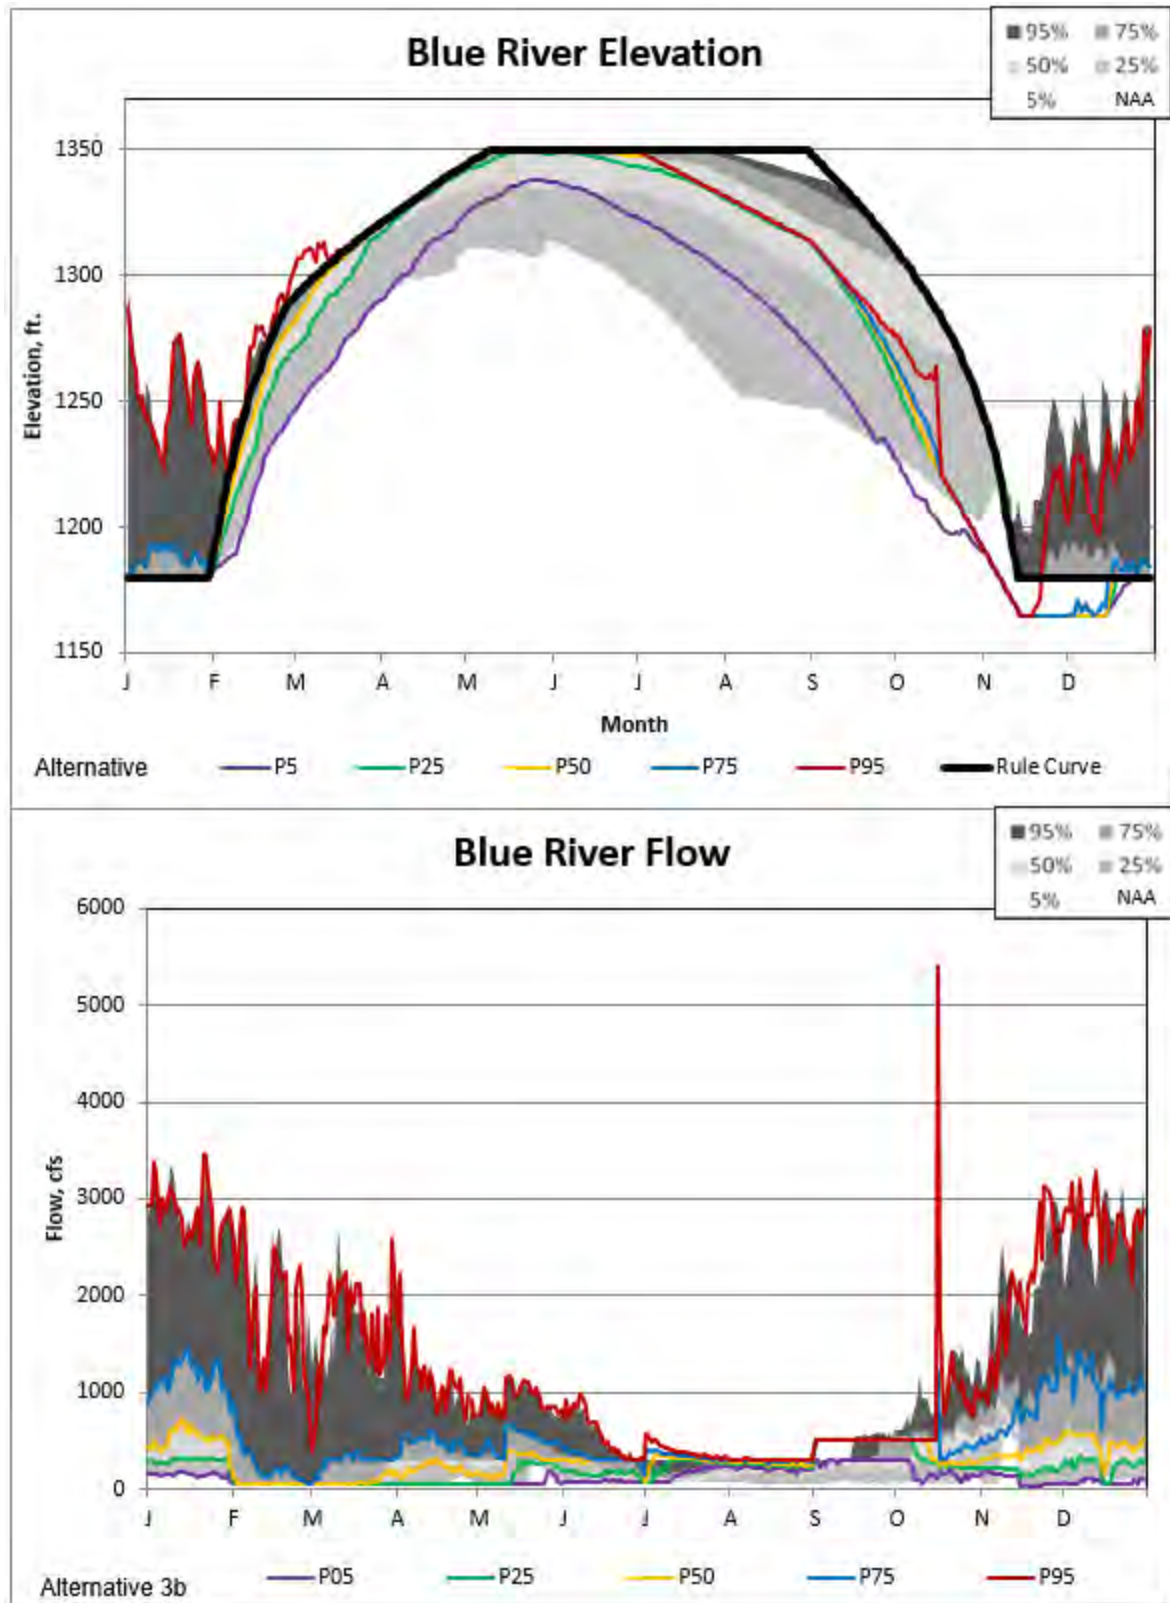 Blue River Elevation
95% 75%
50% 25%
5% NAA
1350
1300
1250
1200
1150
Elevation, ft.
J F M A M J J A S O N D
Month
Alternative P5 P25 P50 P75 P95 Rule Curve
Blue River Flow
95% 75%
50% 25%
5% NAA
6000
5000
4000
3000
2000
1000
0
Flow, cfs
J F M A M J J A S O N D
Alternative 3b P05 P25 P50 P75 P95